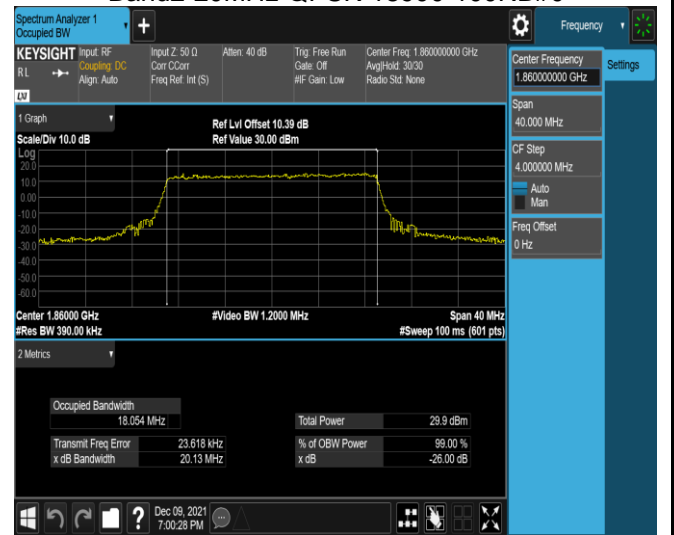 Spectrum Analyzer 1
Occupied BW
Frequency
KEYSIGHT
RL
Input: RF
Coupling: DC
Align: Auto
Input Z: 50 Ω
Corr CCorr
Freq Ref: Int (S)
Atten: 40 dB
Trig: Free Run
Gate: Off
#IF Gain: Low
Center Freq: 1.860000000 GHz
Avg|Hold: 30/30
Radio Std: None
LXI
Center Frequency
1.860000000 GHz
Settings
Span
40.000 MHz
CF Step
4.000000 MHz
Auto
Man
Freq Offset
0 Hz
1 Graph
Scale/Div 10.0 dB
Ref Lvl Offset 10.39 dB
Ref Value 30.00 dBm
Log
20.0
10.0
0.00
-10.0
-20.0
-30.0
-40.0
-50.0
-60.0
Center 1.86000 GHz
#Video BW 1.2000 MHz
Span 40 MHz
#Res BW 390.00 kHz
#Sweep 100 ms (601 pts)
2 Metrics
Occupied Bandwidth
18.054 MHz
Total Power 29.9 dBm
Transmit Freq Error 23.618 kHz
% of OBW Power 99.00 %
x dB Bandwidth 20.13 MHz
x dB -26.00 dB
?
Dec 09, 2021
7:00:28 PM